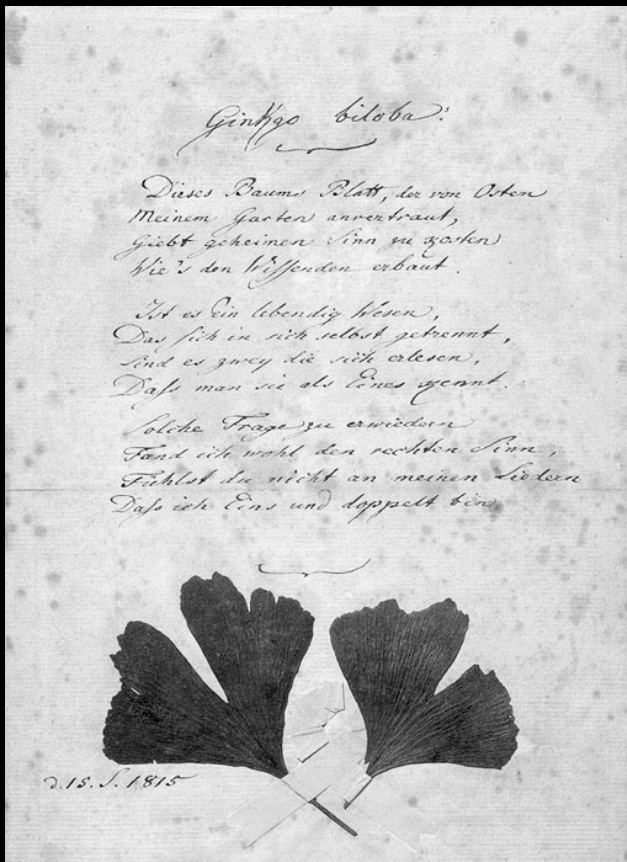 Ginkgo biloba.
Dieses Baums Blatt, der von Osten
Meinem Garten anvertraut,
Giebt geheimen Sinn zu kosten
Wie's den Wissenden erbaut.
Ist es Ein lebendig Wesen,
Das sich in sich selbst getrennt,
Sind es zwey die sich erlesen,
Dass man sie als Eines kennt.
Solche Frage zu erwiedern
Fand ich wohl den rechten Sinn,
Fühlst du nicht an meinen Liedern
Dass ich Eins und doppelt bin.
d. 15. S. 1815